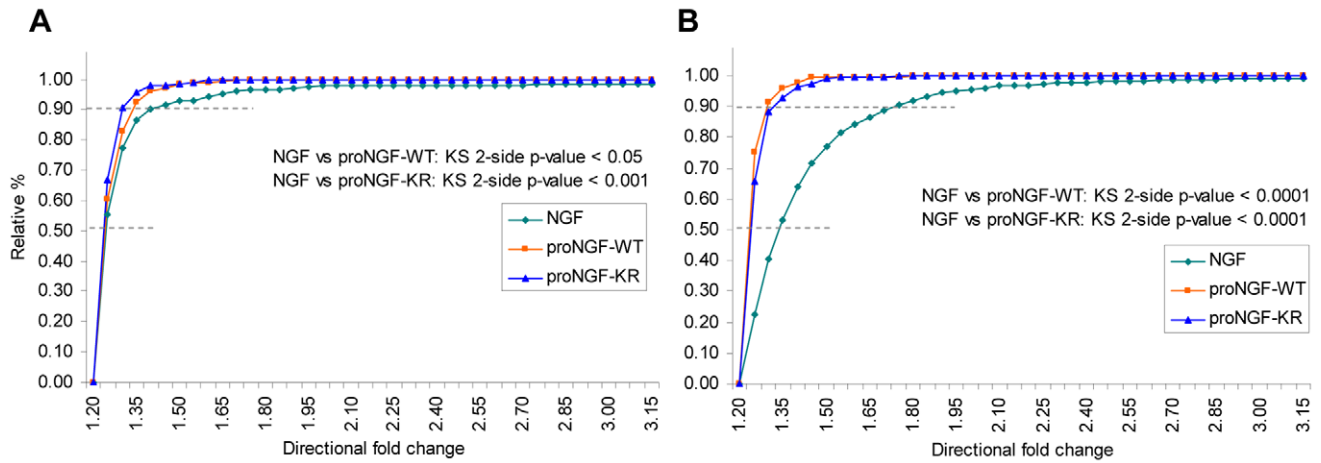 A
Relative %
1.00
0.90
0.80
0.70
0.60
0.50
0.40
0.30
0.20
0.10
0.00
NGF vs proNGF-WT: KS 2-side p-value < 0.05
NGF vs proNGF-KR: KS 2-side p-value < 0.001
NGF
proNGF-WT
proNGF-KR
1.20 1.35 1.50 1.65 1.80 1.95 2.10 2.25 2.40 2.55 2.70 2.85 3.00 3.15
Directional fold change
B
1.00
0.90
0.80
0.70
0.60
0.50
0.40
0.30
0.20
0.10
0.00
NGF vs proNGF-WT: KS 2-side p-value < 0.0001
NGF vs proNGF-KR: KS 2-side p-value < 0.0001
NGF
proNGF-WT
proNGF-KR
1.20 1.35 1.50 1.65 1.80 1.95 2.10 2.25 2.40 2.55 2.70 2.85 3.00 3.15
Directional fold change